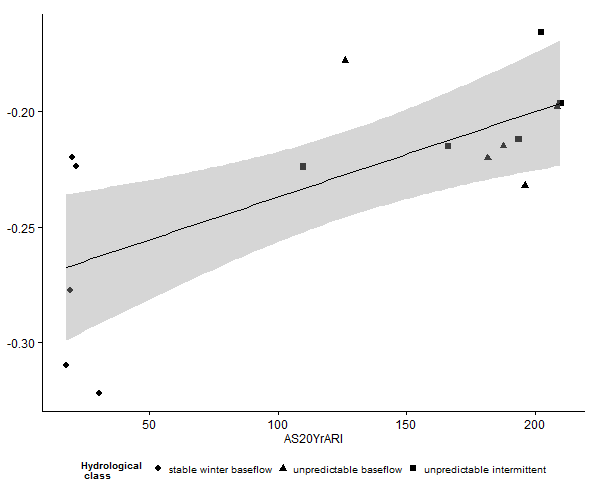 -0.20
-0.25
-0.30
50 100 150 200
AS20YrARI
Hydrological
class
stable winter baseflow unpredictable baseflow unpredictable intermittent